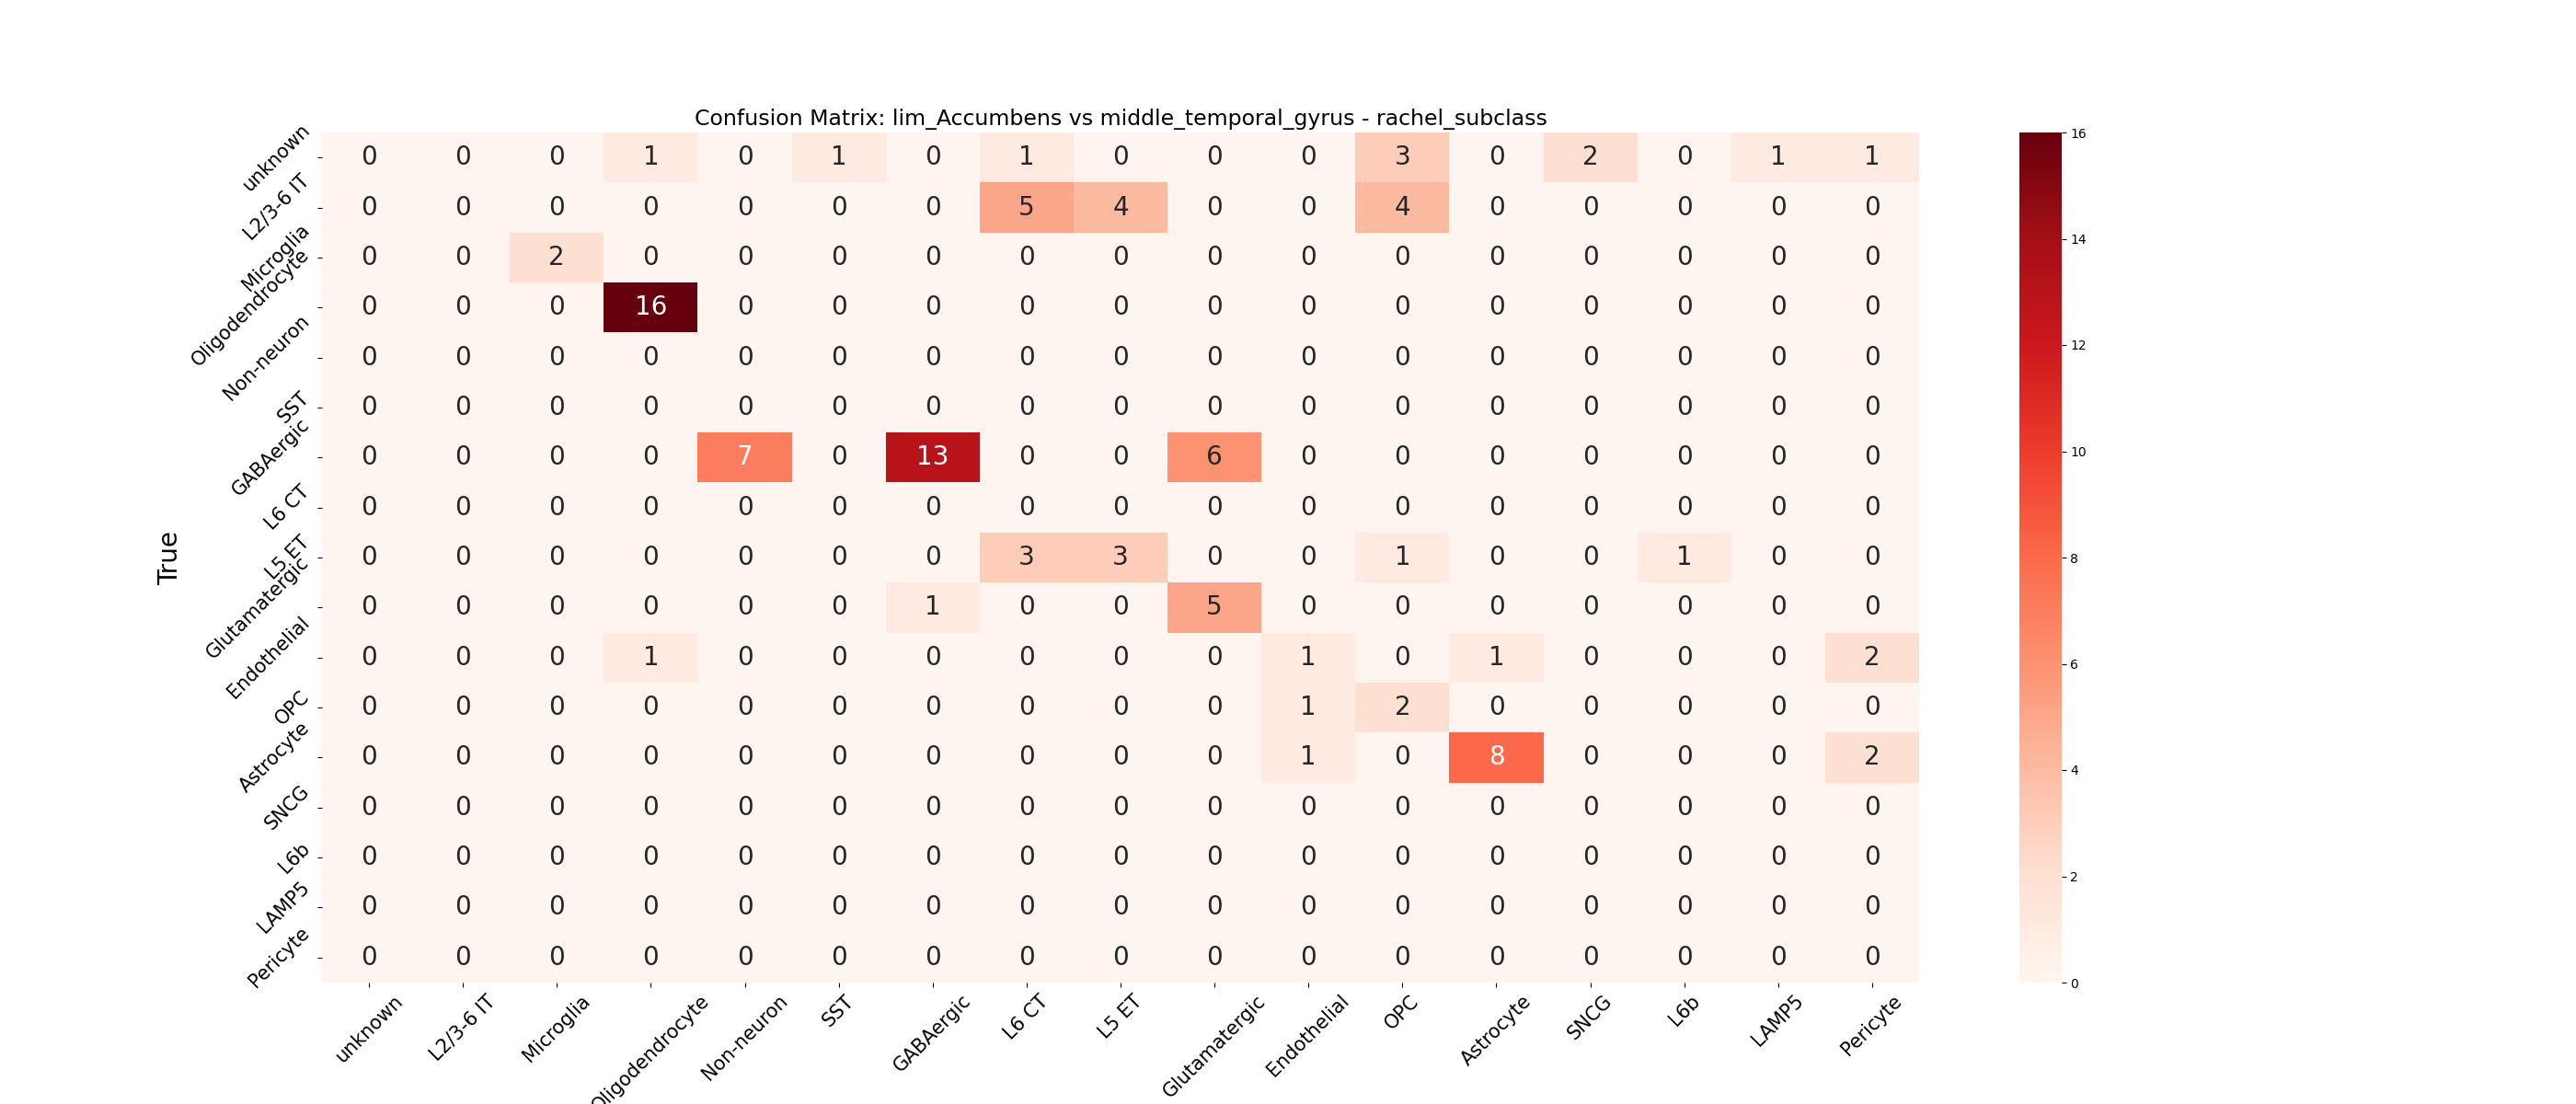 Confusion Matrix: lim_Accumbens vs middle_temporal_gyrus - rachel_subclass
True
unknown 0 0 0 1 0 1 0 1 0 0 0 3 0 2 0 1 1
L2/3-6 IT 0 0 0 0 0 0 0 5 4 0 0 4 0 0 0 0 0
Microglia 0 0 2 0 0 0 0 0 0 0 0 0 0 0 0 0 0
Oligodendrocyte 0 0 0 16 0 0 0 0 0 0 0 0 0 0 0 0 0
Non-neuron 0 0 0 0 0 0 0 0 0 0 0 0 0 0 0 0 0
SST 0 0 0 0 0 0 0 0 0 0 0 0 0 0 0 0 0
GABAergic 0 0 0 0 7 0 13 0 0 6 0 0 0 0 0 0 0
L6 CT 0 0 0 0 0 0 0 0 0 0 0 0 0 0 0 0 0
L5 ET 0 0 0 0 0 0 0 3 3 0 0 1 0 0 1 0 0
Glutamatergic 0 0 0 0 0 0 1 0 0 5 0 0 0 0 0 0 0
Endothelial 0 0 0 1 0 0 0 0 0 0 1 0 1 0 0 0 2
OPC 0 0 0 0 0 0 0 0 0 0 1 2 0 0 0 0 0
Astrocyte 0 0 0 0 0 0 0 0 0 0 1 0 8 0 0 0 2
SNCG 0 0 0 0 0 0 0 0 0 0 0 0 0 0 0 0 0
L6b 0 0 0 0 0 0 0 0 0 0 0 0 0 0 0 0 0
LAMP5 0 0 0 0 0 0 0 0 0 0 0 0 0 0 0 0 0
Pericyte 0 0 0 0 0 0 0 0 0 0 0 0 0 0 0 0 0
unknown L2/3-6 IT Microglia Oligodendrocyte Non-neuron SST GABAergic L6 CT L5 ET Glutamatergic Endothelial OPC Astrocyte SNCG L6b LAMP5 Pericyte
16
14
12
10
8
6
4
2
0